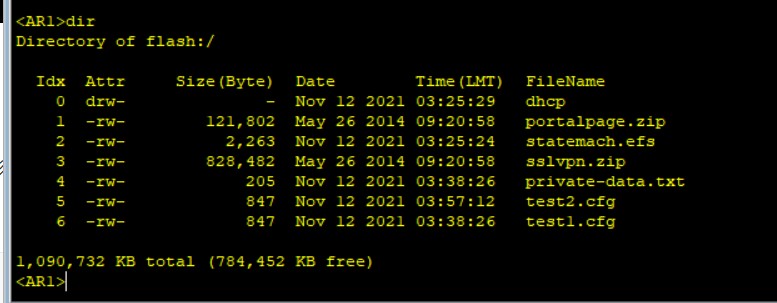 <AR1>dir
Directory of flash:/
Idx Attr Size(Byte) Date Time(LMT) FileName
0 drw- - Nov 12 2021 03:25:29 dhcp
1 -rw- 121,802 May 26 2014 09:20:58 portalpage.zip
2 -rw- 2,263 Nov 12 2021 03:25:24 statemach.efs
3 -rw- 828,482 May 26 2014 09:20:58 sslvpn.zip
4 -rw- 205 Nov 12 2021 03:38:26 private-data.txt
5 -rw- 847 Nov 12 2021 03:57:12 test2.cfg
6 -rw- 847 Nov 12 2021 03:38:26 test1.cfg
1,090,732 KB total (784,452 KB free)
<AR1>